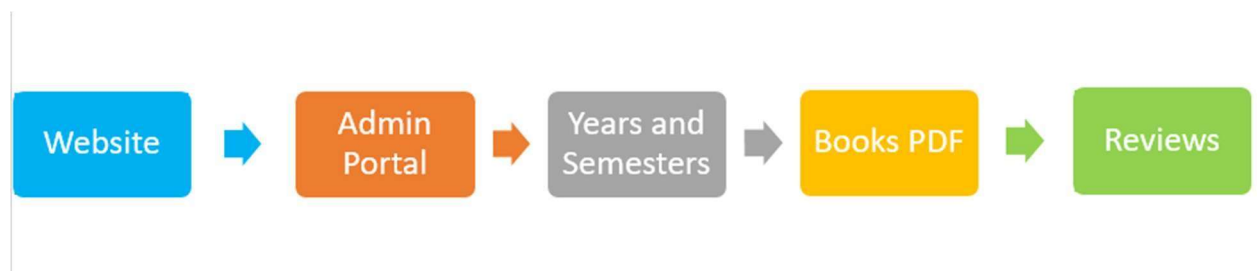 Website
Admin
Portal
Years and
Semesters
Books PDF
Reviews